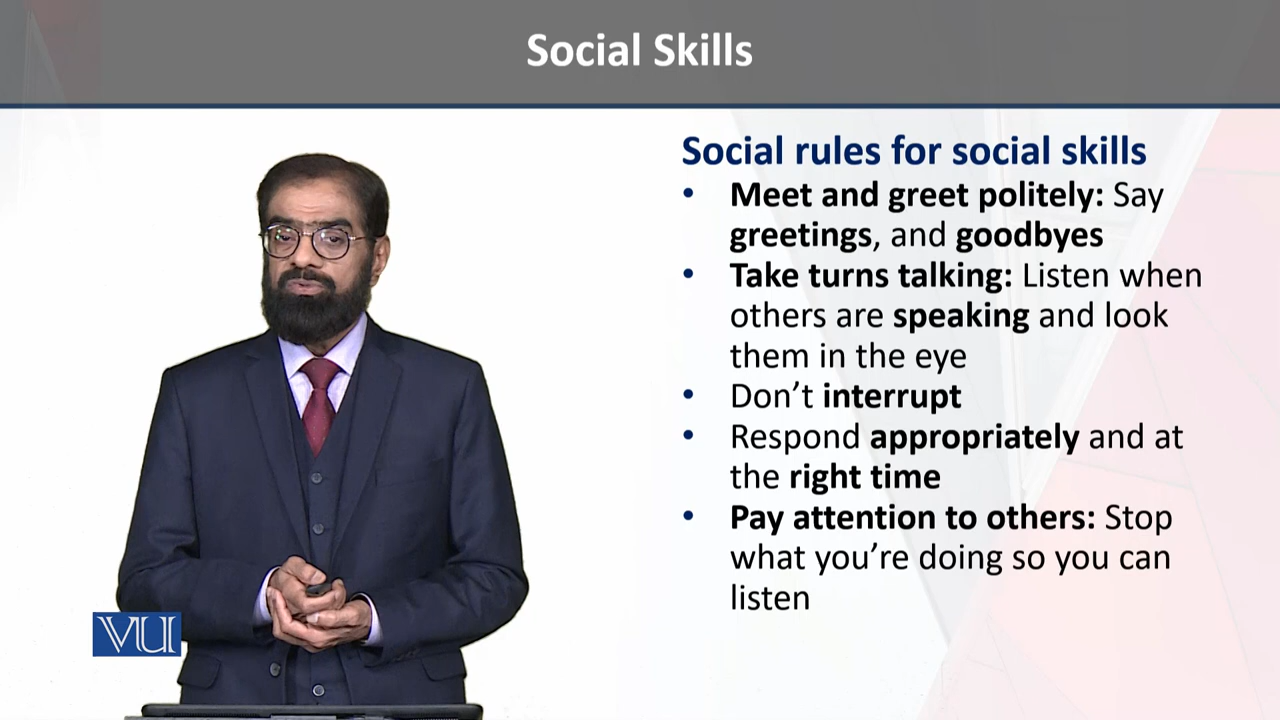 Social Skills
Social rules for social skills
• Meet and greet politely: Say
greetings, and goodbyes
• Take turns talking: Listen when
others are speaking and look
them in the eye
• Don’t interrupt
• Respond appropriately and at
the right time
• Pay attention to others: Stop
what you’re doing so you can
listen
VU